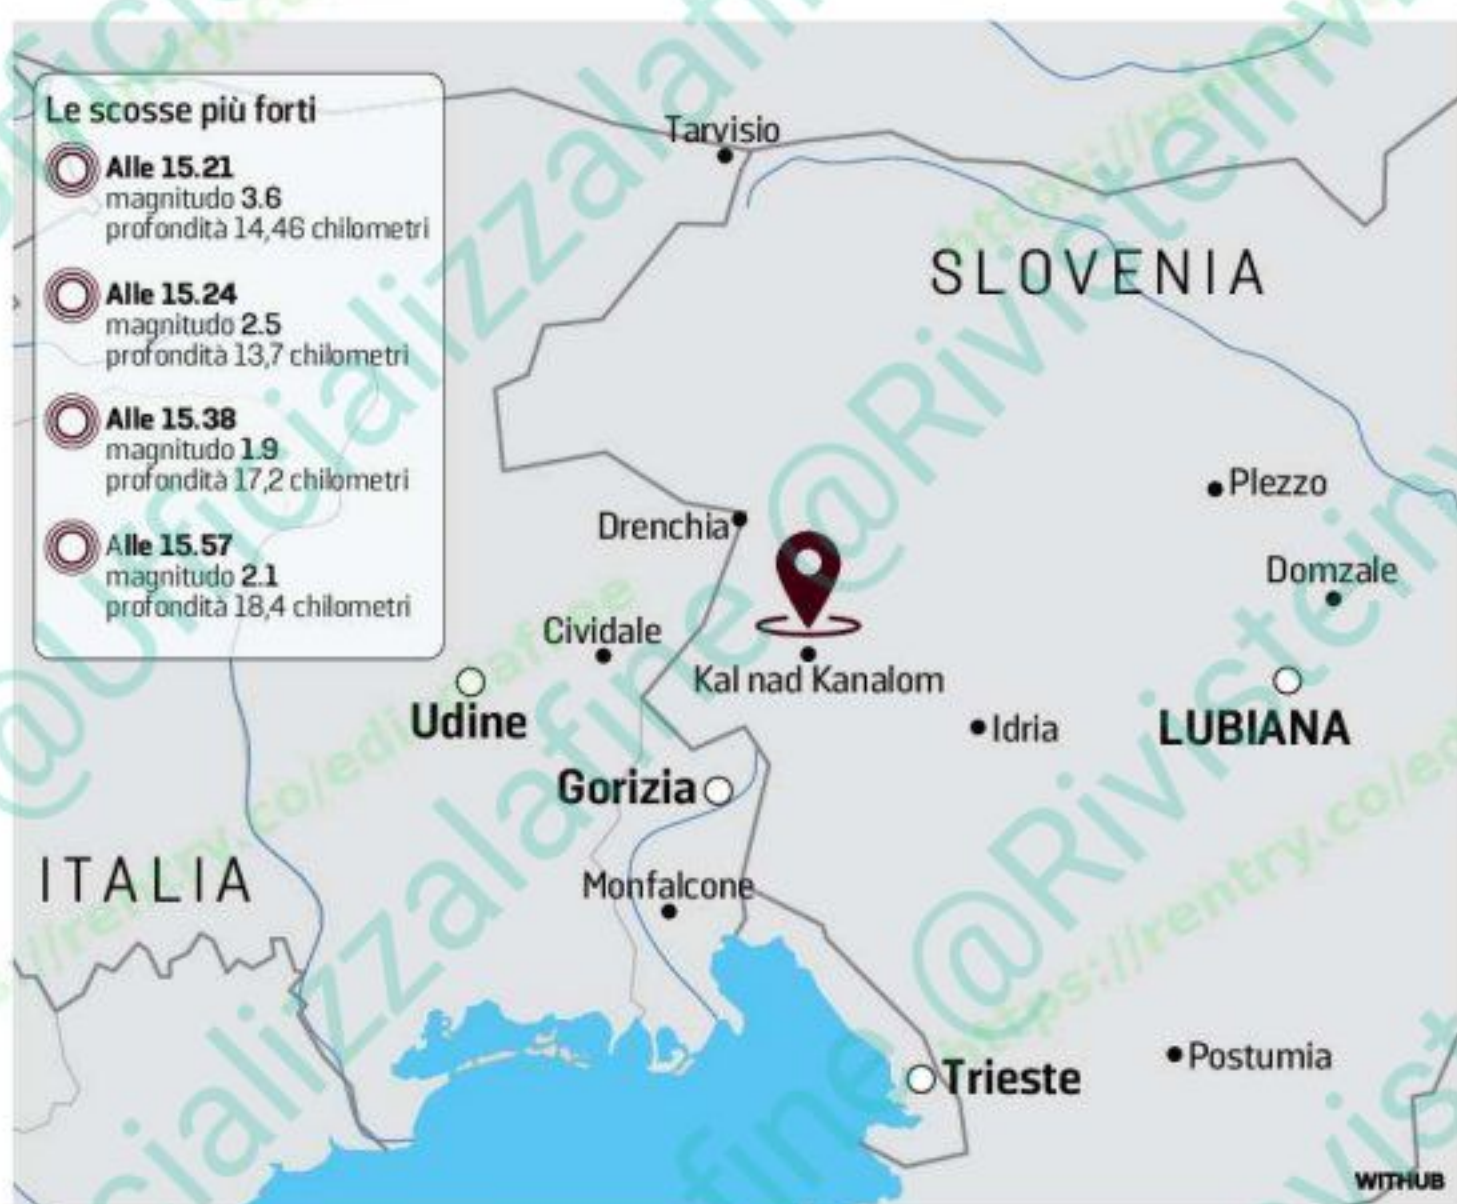 Le scosse più forti
Alle 15.21
magnitudo 3.6
profondità 14,46 chilometri
Alle 15.24
magnitudo 2.5
profondità 13,7 chilometri
Alle 15.38
magnitudo 1.9
profondità 17,2 chilometri
Alle 15.57
magnitudo 2.1
profondità 18,4 chilometri
Tarvisio
SLOVENIA
Plezzo
Drenchia
Domzale
Cividale
Kal nad Kanalom
Udine
Idria
LUBIANA
Gorizia
ITALIA
Monfalcone
Postumia
Trieste
WITHUB